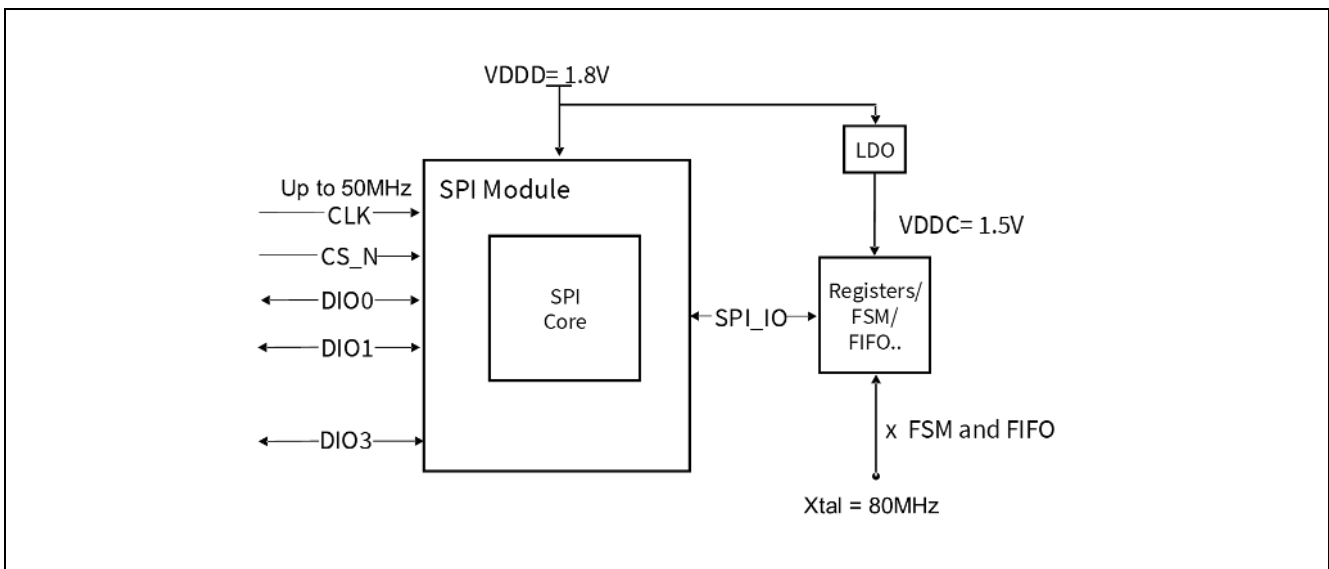 VDDD= 1.8V
LDO
Up to 50MHz
SPI Module
CLK
VDDC= 1.5V
CS_N
DIO0
SPI
Core
Registers/
FSM/
FIFO..
SPI_IO
DIO1
DIO3
x FSM and FIFO
Xtal = 80MHz